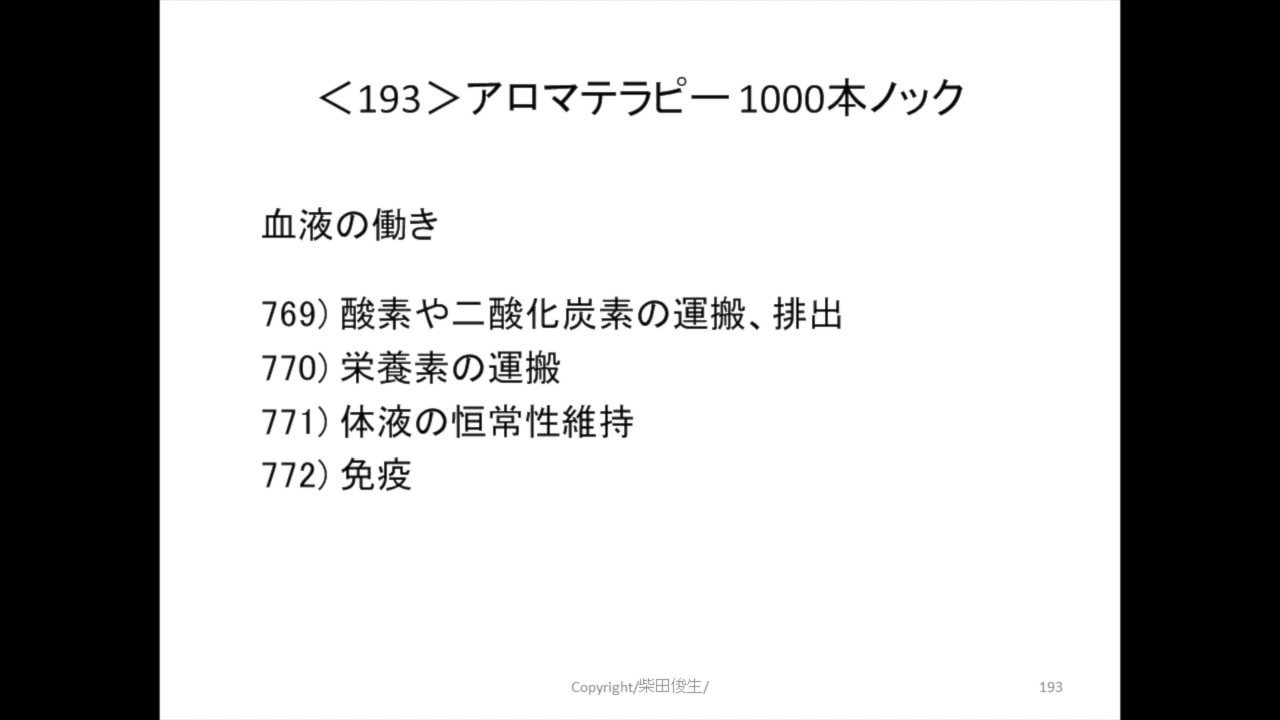 ＜193＞アロマテラピー 1000本ノック
血液の働き
769) 酸素や二酸化炭素の運搬、排出
770) 栄養素の運搬
771) 体液の恒常性維持
772) 免疫
Copyright/柴田俊生/
193